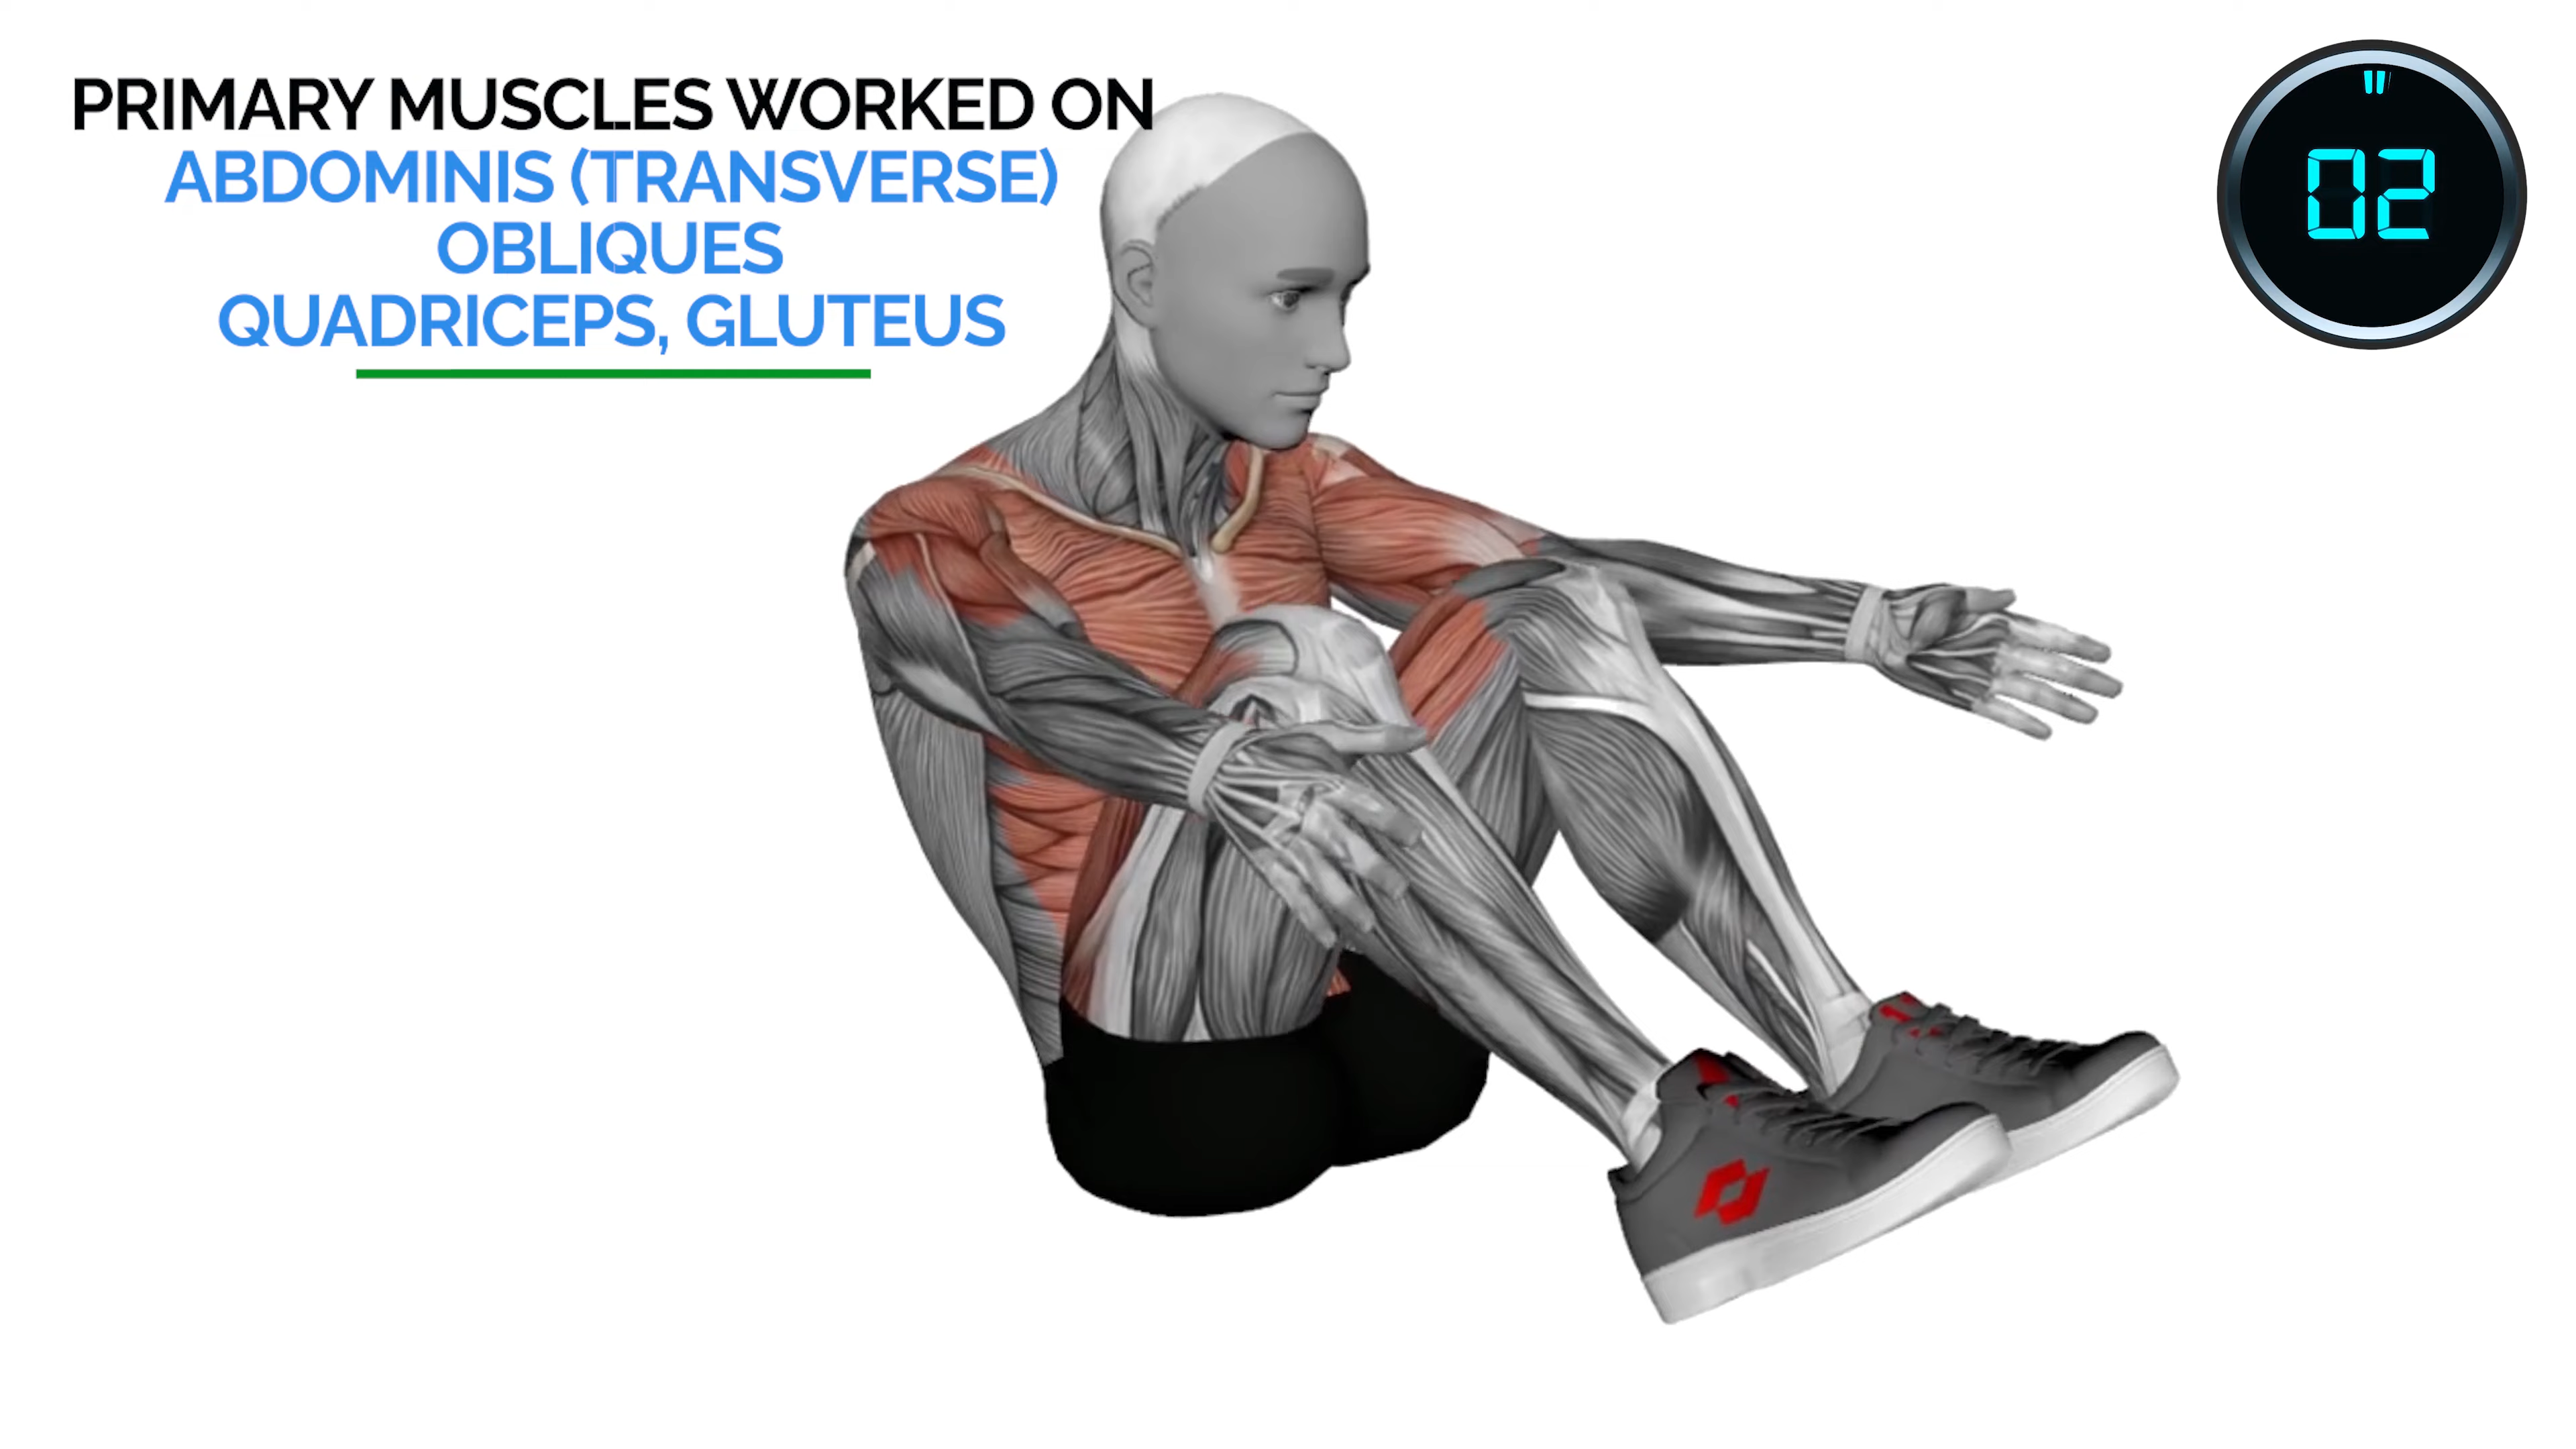 PRIMARY MUSCLES WORKED ON
ABDOMINIS (TRANSVERSE)
OBLIQUES
QUADRICEPS, GLUTEUS
"
02